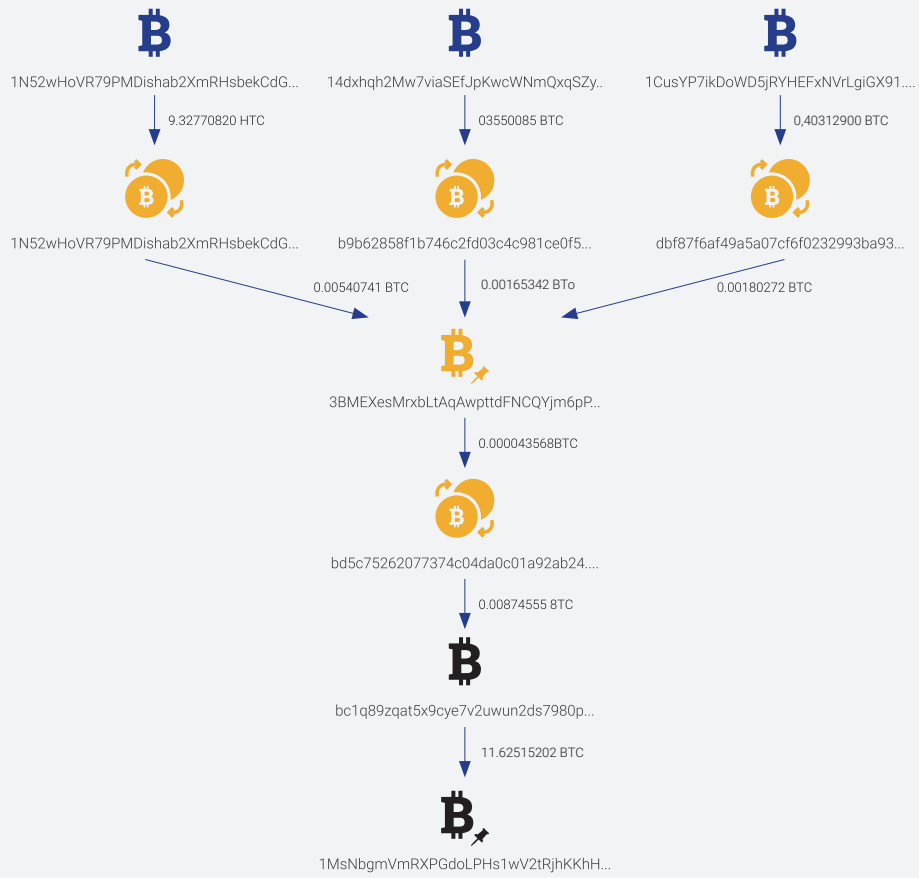 1N52wHoVR79PMDishab2XmRHsbekCdG...
14dxhqh2Mw7viaSEfJpKwcWNmQxqSZy..
1CusYP7ikDoWD5jRYHEFxNVrLgiGX91....
9.32770820 HTC
03550085 BTC
0,40312900 BTC
1N52wHoVR79PMDishab2XmRHsbekCdG...
b9b62858f1b746c2fd03c4c981ce0f5...
dbf87f6af49a5a07cf6f0232993ba93...
0.00540741 BTC
0.00165342 BTo
0.00180272 BTC
3BMEXesMrxbLtAqAwpttdFNCQYjm6pP...
0.000043568BTC
bd5c75262077374c04da0c01a92ab24....
0.00874555 8TC
bc1q89zqat5x9cye7v2uwun2ds7980p...
11.62515202 BTC
1MsNbgmVmRXPGdoLPHs1wV2tRjhKKhH...